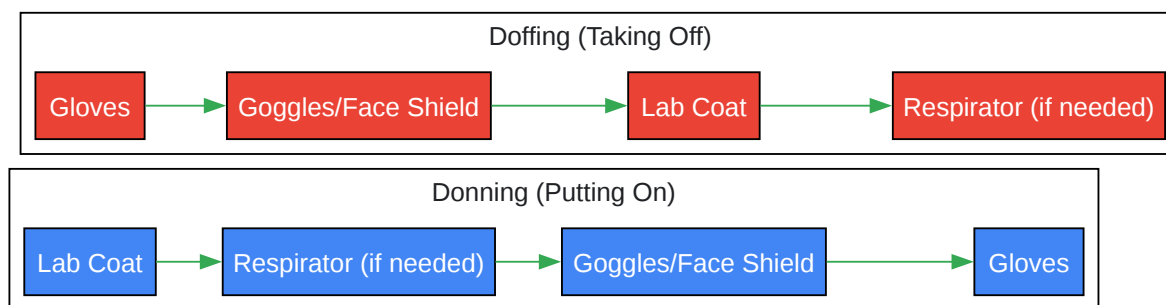 Doffing (Taking Off)
Gloves
Goggles/Face Shield
Lab Coat
Respirator (if needed)
Donning (Putting On)
Lab Coat
Respirator (if needed)
Goggles/Face Shield
Gloves